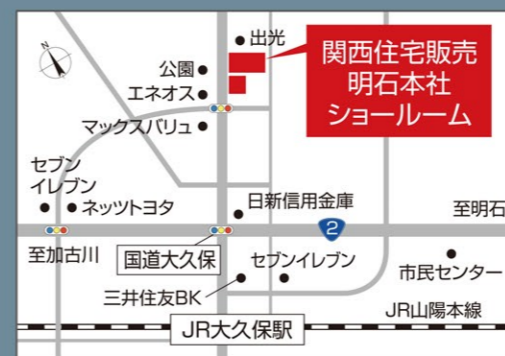 N
出光
公園
エネオス
マックスバリュ
関西住宅販売
明石本社
ショールーム
セブン
イレブン
ネッツトヨタ
日新信用金庫
2
至明石
至加古川
国道大久保
セブンイレブン
市民センター
三井住友BK
JR山陽本線
JR大久保駅